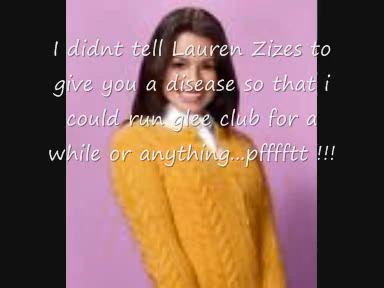 I didnt tell Lauren Zizes to
give you a disease so that i
could run glee club for a
while or anything...pfffftt !!!